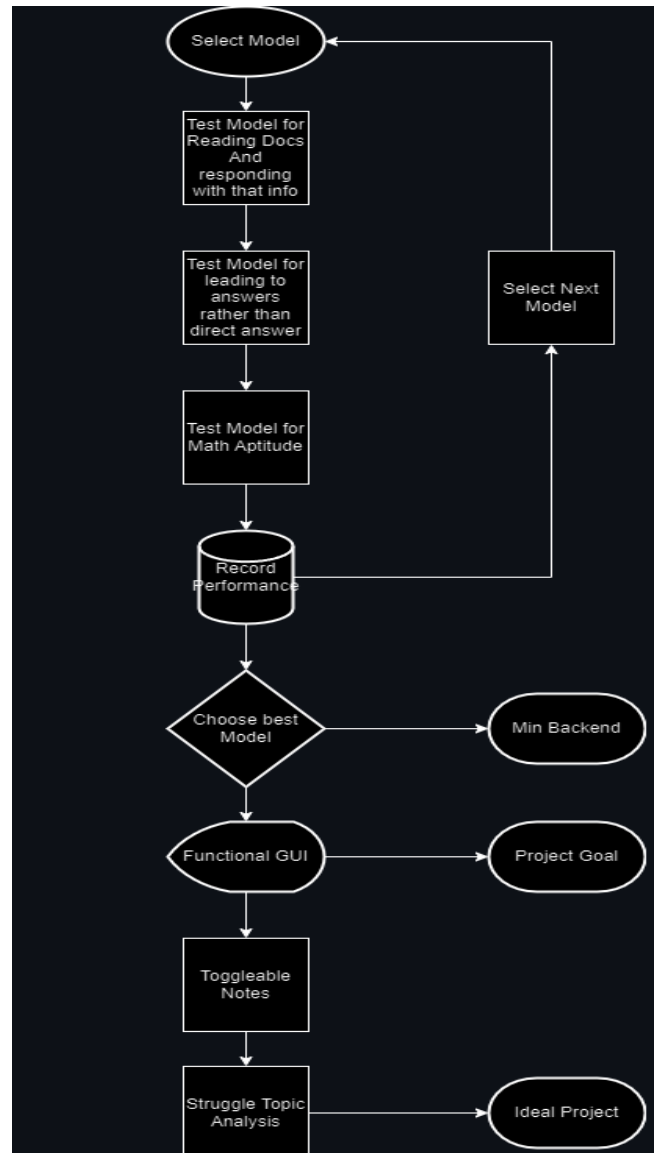 Select Model
Test Model for
Reading Docs
And
responding
with that info
Test Model for
leading to
answers
rather than
direct answer
Select Next
Model
Test Model for
Math Aptitude
Record
Performance
Choose best
Model
Min Backend
Functional GUI
Project Goal
Toggleable
Notes
Struggle Topic
Analysis
Ideal Project